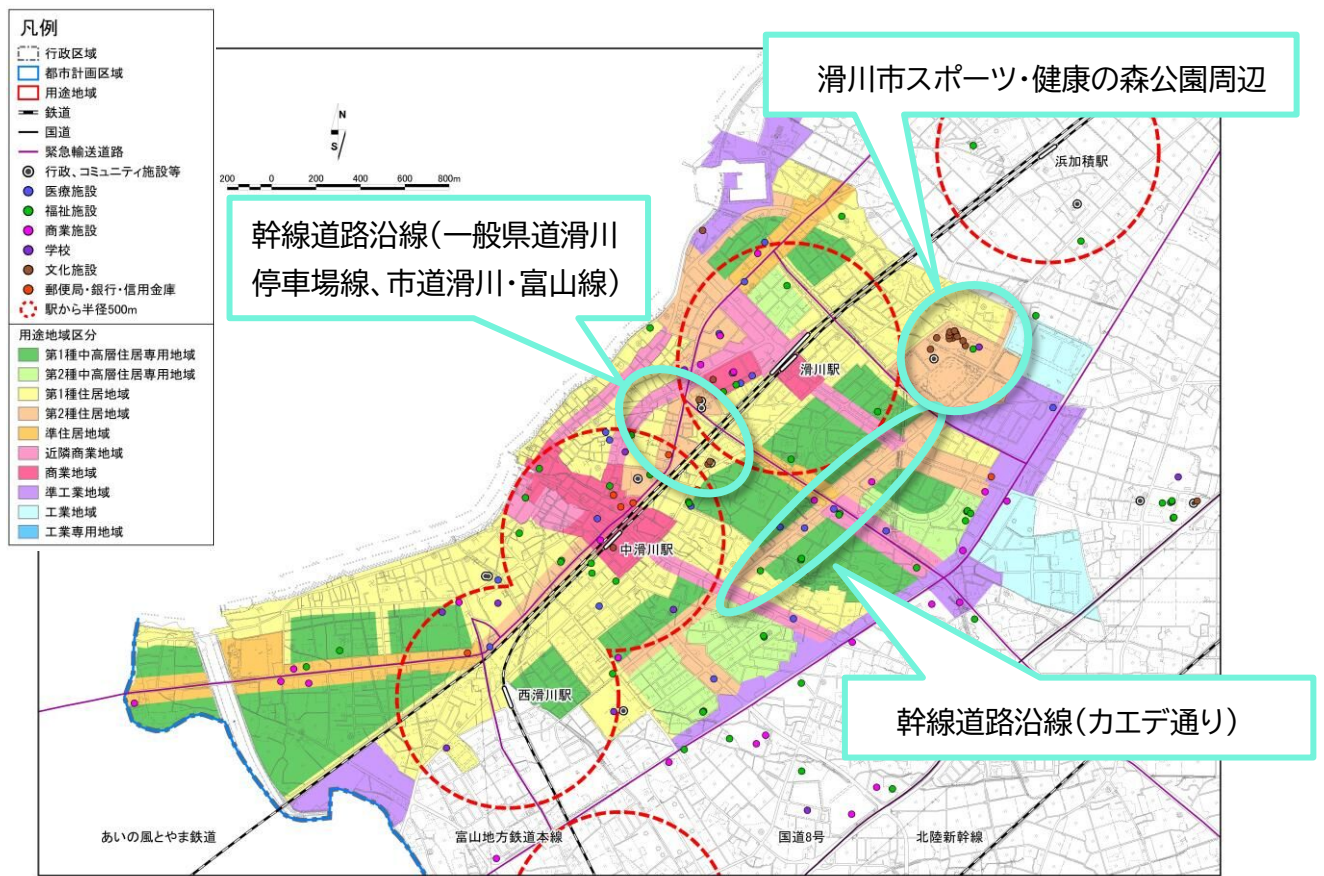 凡例
行政区域
都市計画区域
用途地域
鉄道
国道
緊急輸送道路
行政、コミュニティ施設等
医療施設
福祉施設
商業施設
学校
文化施設
郵便局・銀行・信用金庫
駅から半径500m
用途地域区分
第1種中高層住居専用地域
第2種中高層住居専用地域
第1種住居地域
第2種住居地域
準住居地域
近隣商業地域
商業地域
準工業地域
工業地域
工業専用地域
N
S
200 0 200 400 600 800m
滑川市スポーツ・健康の森公園周辺
幹線道路沿線(一般県道滑川
停車場線、市道滑川・富山線)
浜加積駅
滑川駅
中滑川駅
西滑川駅
幹線道路沿線(カエデ通り)
あいの風とやま鉄道
富山地方鉄道本線
国道8号
北陸新幹線